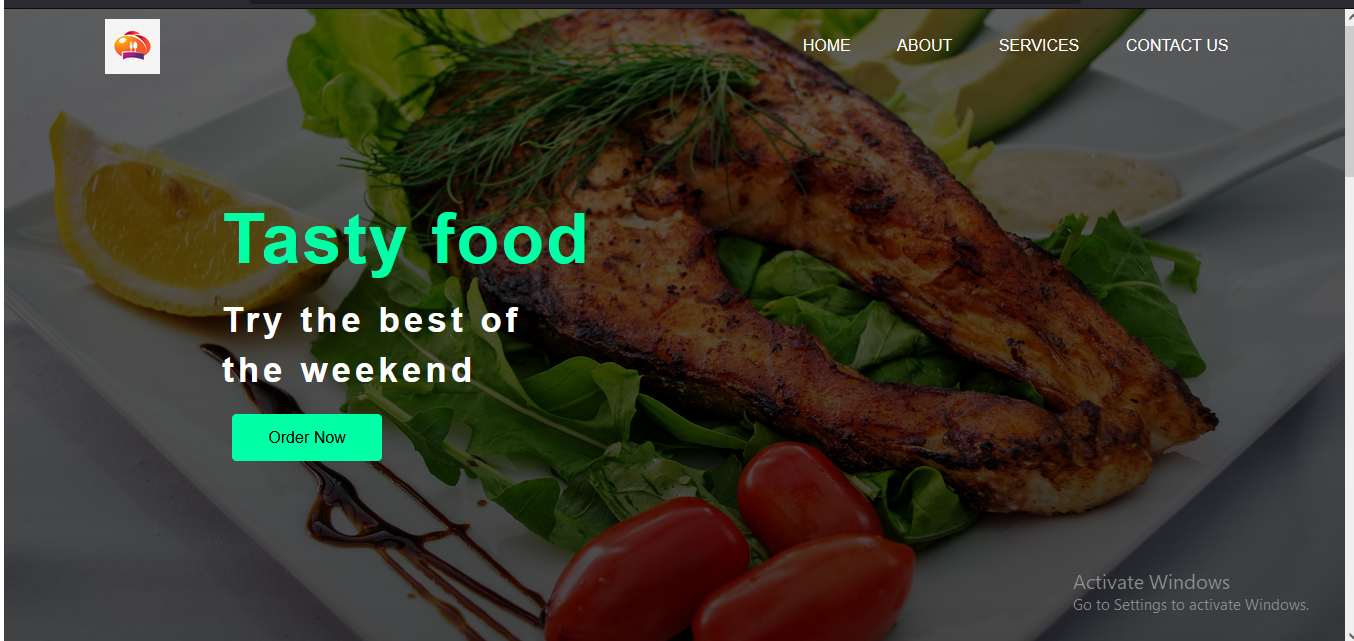 HOME ABOUT SERVICES CONTACT US
Tasty food
Try the best of
the weekend
Order Now
Activate Windows
Go to Settings to activate Windows.